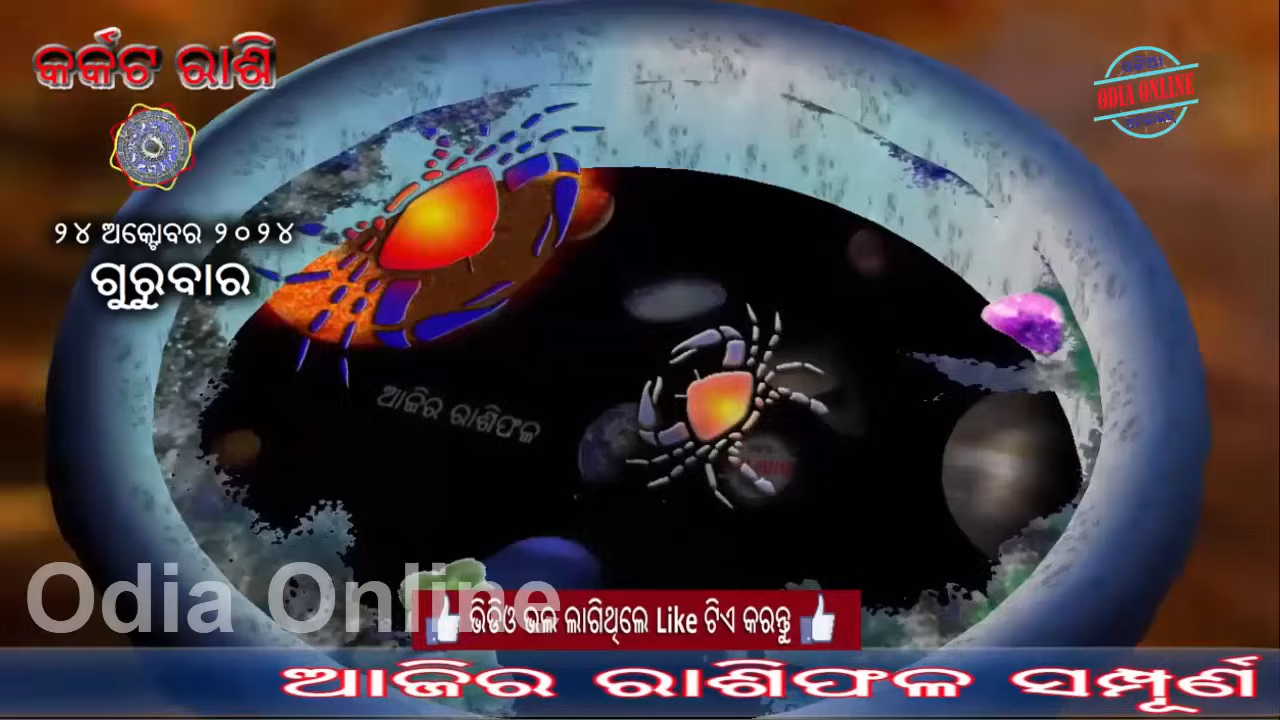 କର୍କଟ ରାଶି
ODIA ONLINE
୨୪ ଅକ୍ଟୋବର ୨୦୨୪
ଗୁରୁବାର
ଆଜିର ରାଶିଫଳ
Odia Online
ଭିଡିଓ ଭଲ ଲାଗିଥିଲେ Like ଟିଏ କରନ୍ତୁ
ଆଜିର ରାଶିଫଳ ସମ୍ପୂର୍ଣ